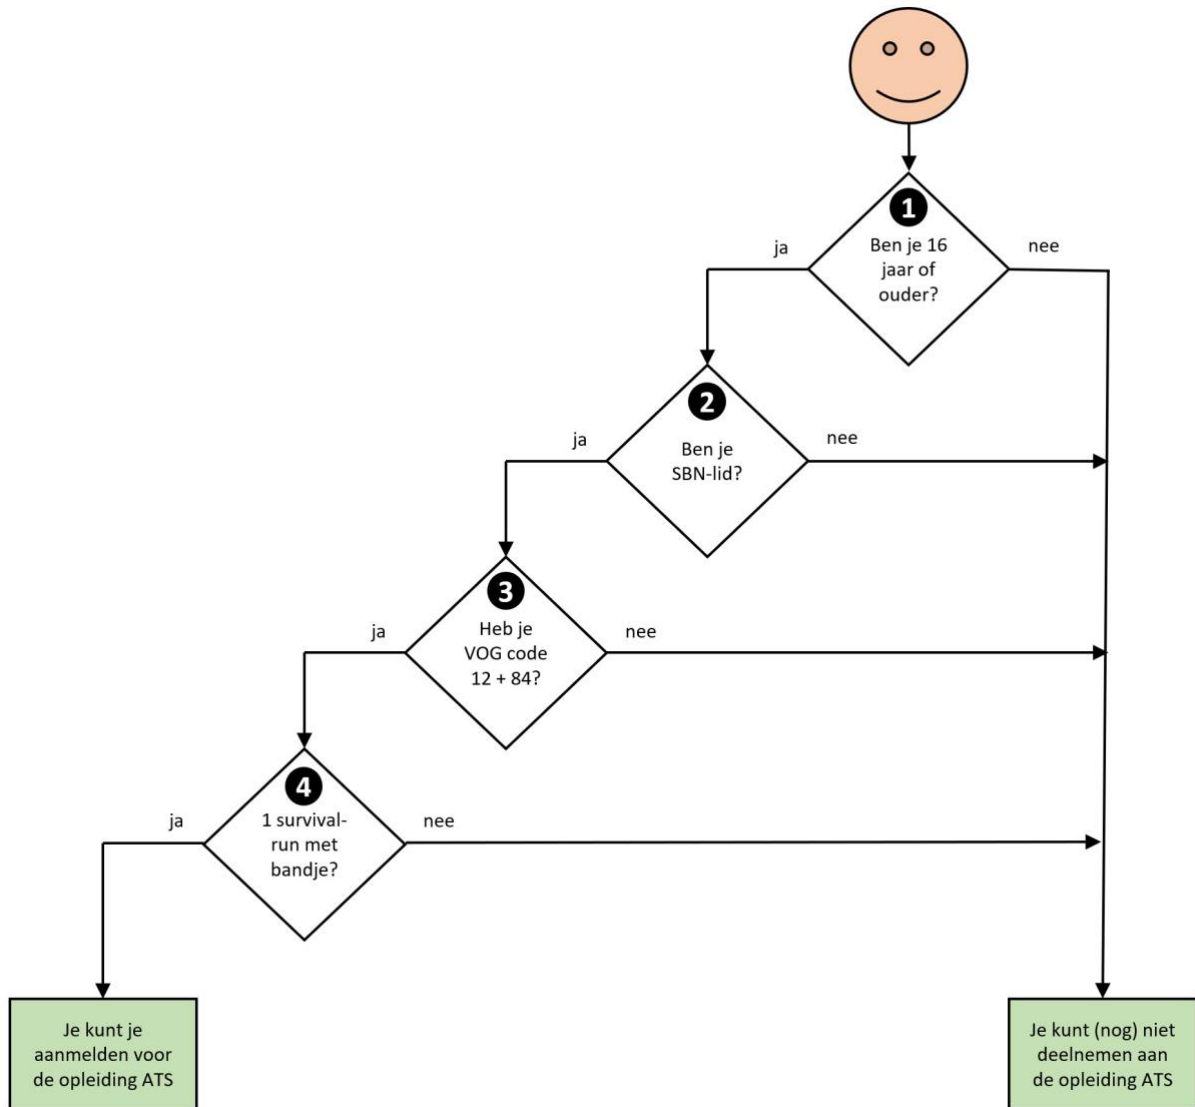 1
Ben je 16
jaar of
ouder?
ja
nee
2
Ben je
SBN-lid?
ja
nee
3
Heb je
VOG code
12 + 84?
ja
nee
4
1 survival-
run met
bandje?
ja
nee
Je kunt je
aanmelden voor
de opleiding ATS
Je kunt (nog) niet
deelnemen aan
de opleiding ATS